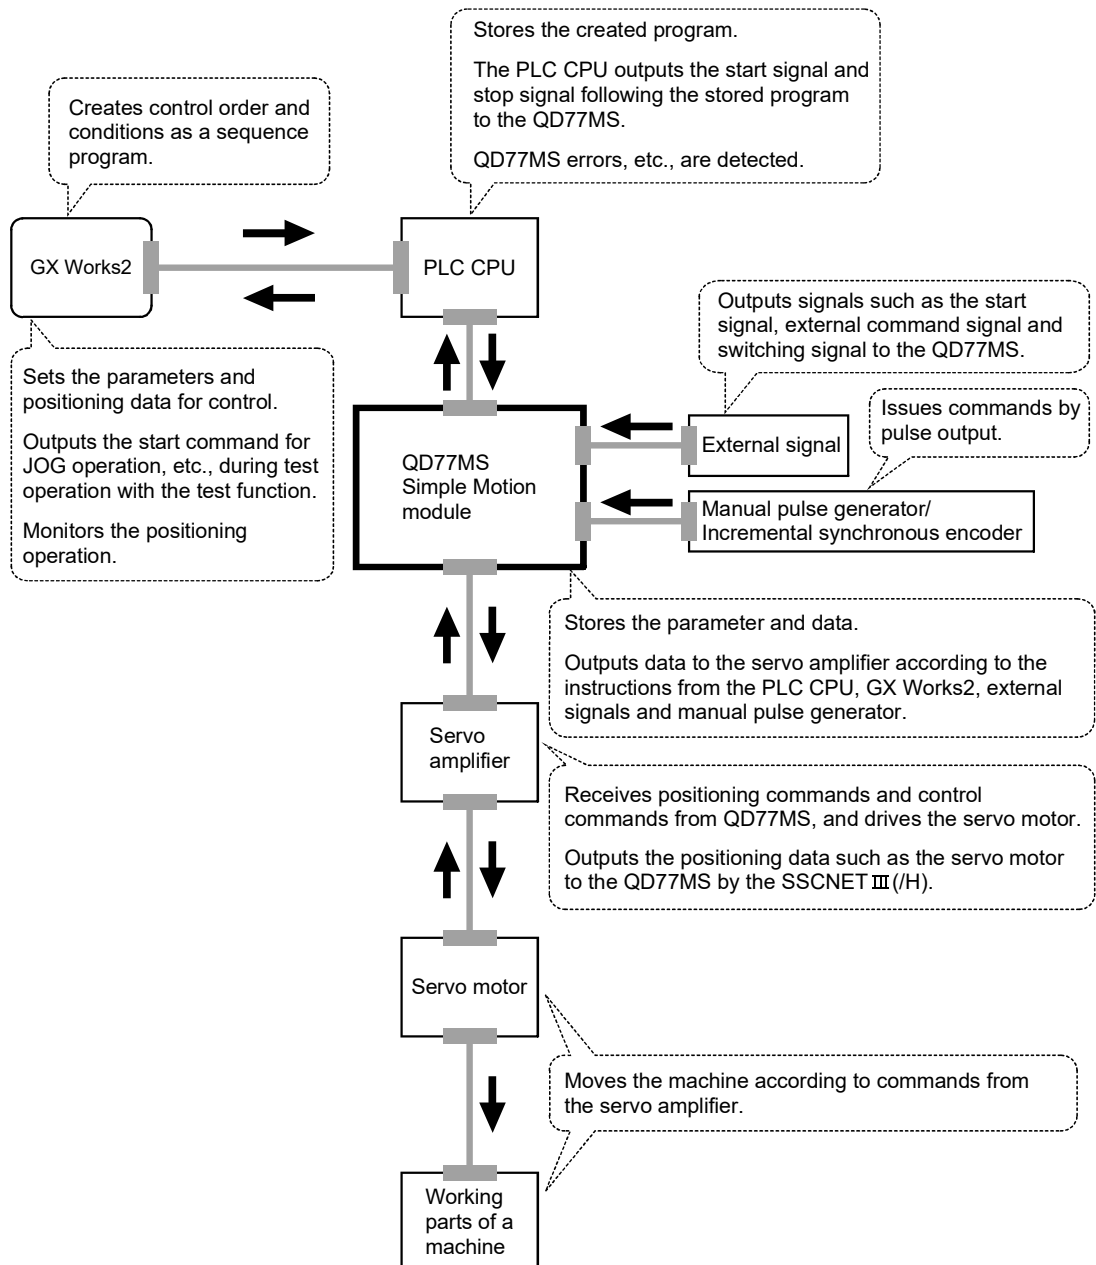 Stores the created program.
The PLC CPU outputs the start signal and
stop signal following the stored program
to the QD77MS.
QD77MS errors, etc., are detected.
Creates control order and
conditions as a sequence
program.
GX Works2
PLC CPU
Outputs signals such as the start
signal, external command signal and
switching signal to the QD77MS.
Sets the parameters and
positioning data for control.
Outputs the start command for
JOG operation, etc., during test
operation with the test function.
Monitors the positioning
operation.
Issues commands by
pulse output.
External signal
QD77MS
Simple Motion
module
Manual pulse generator/
Incremental synchronous encoder
Stores the parameter and data.
Outputs data to the servo amplifier according to the
instructions from the PLC CPU, GX Works2, external
signals and manual pulse generator.
Servo
amplifier
Receives positioning commands and control
commands from QD77MS, and drives the servo motor.
Outputs the positioning data such as the servo motor
to the QD77MS by the SSCNETⅢ(/H).
Servo motor
Moves the machine according to commands from
the servo amplifier.
Working
parts of a
machine